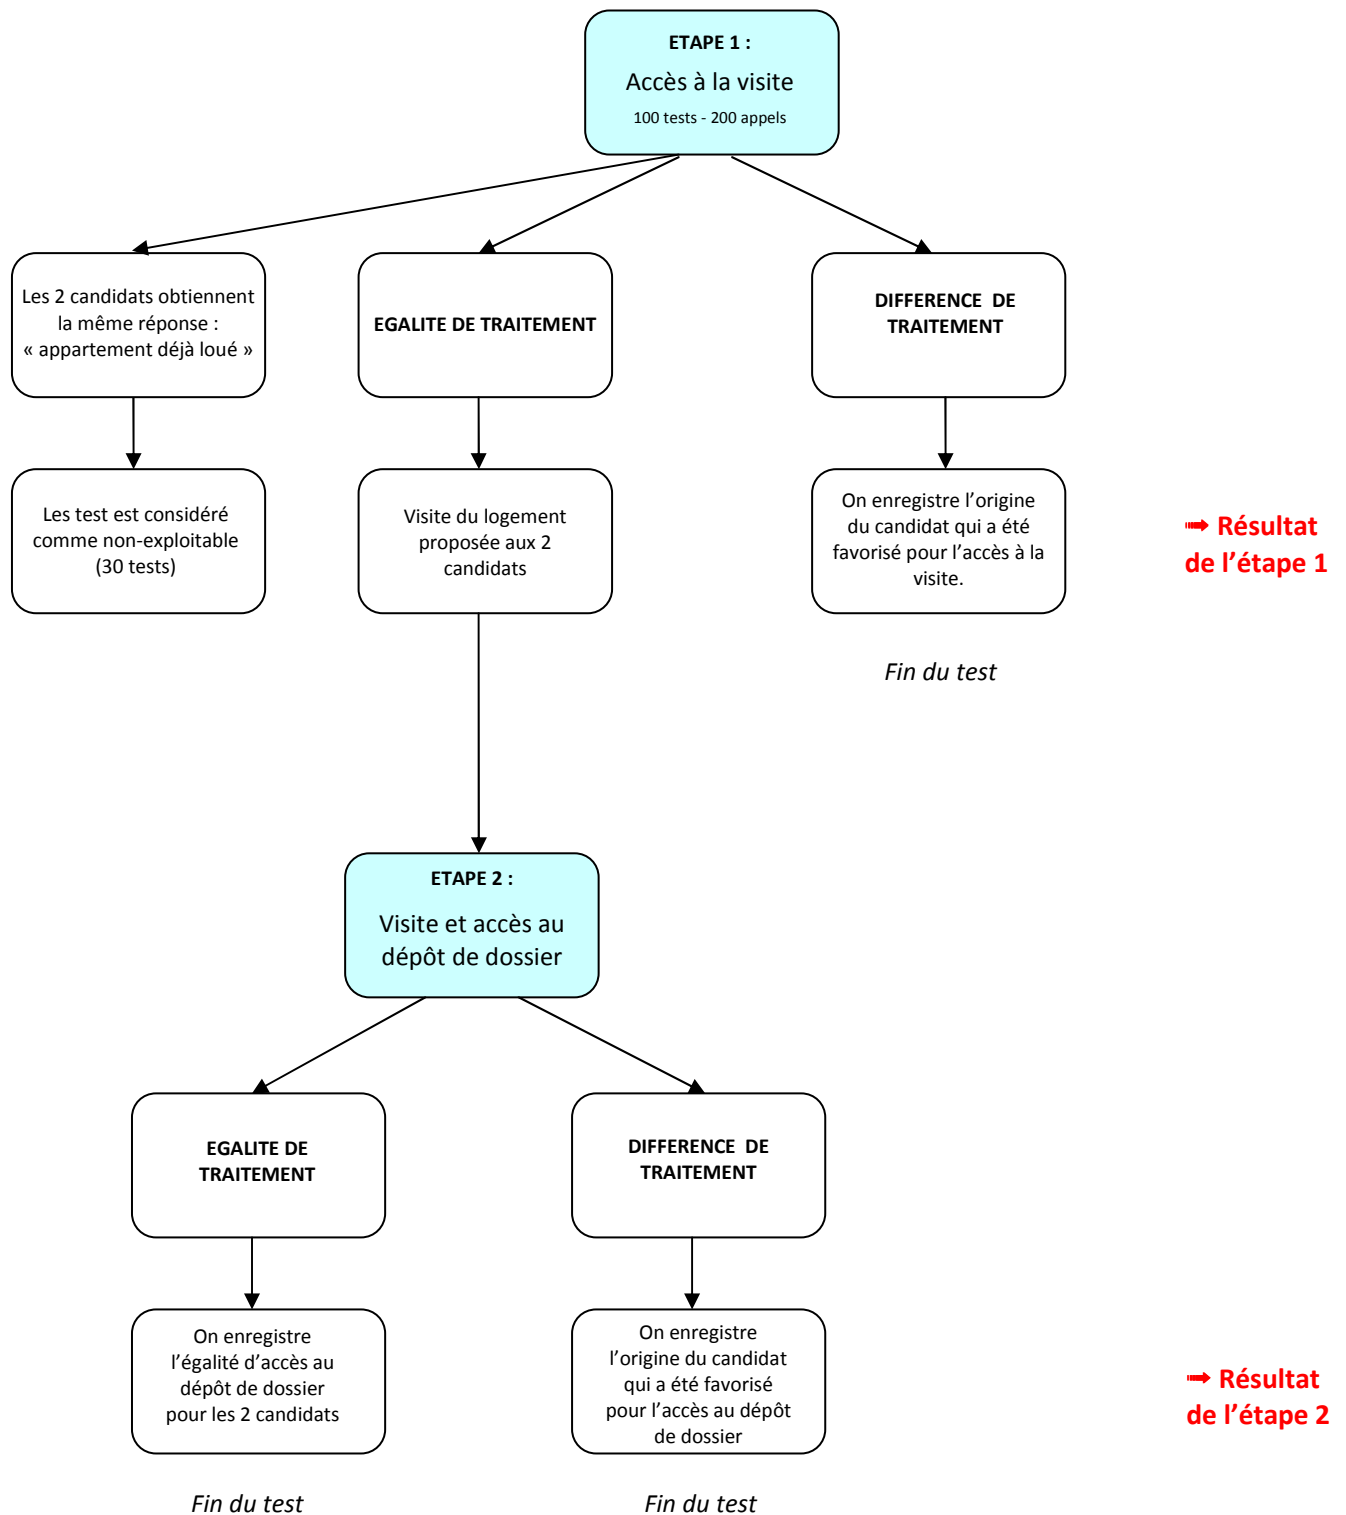 ETAPE 1 :
Accès à la visite
100 tests - 200 appels
Les 2 candidats obtiennent
la même réponse :
« appartement déjà loué »
EGALITE DE TRAITEMENT
DIFFERENCE  DE
TRAITEMENT
Les test est considéré
comme non-exploitable
(30 tests)
Visite du logement
proposée aux 2
candidats
On enregistre l’origine
du candidat qui a été
favorisé pour l’accès à la
visite.
➟ Résultat
de l’étape 1
Fin du test
ETAPE 2 :
Visite et accès au
dépôt de dossier
EGALITE DE
TRAITEMENT
DIFFERENCE  DE
TRAITEMENT
On enregistre
l’égalité d’accès au
dépôt de dossier
pour les 2 candidats
On enregistre
l’origine du candidat
qui a été favorisé
pour l’accès au dépôt
de dossier
➟ Résultat
de l’étape 2
Fin du test
Fin du test